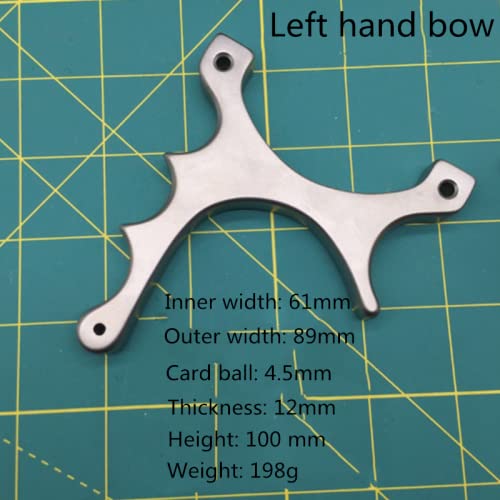 Left hand bow
Inner width: 61mm
Outer width: 89mm
Card ball: 4.5mm
Thickness: 12mm
Height: 100 mm
Weight: 198g